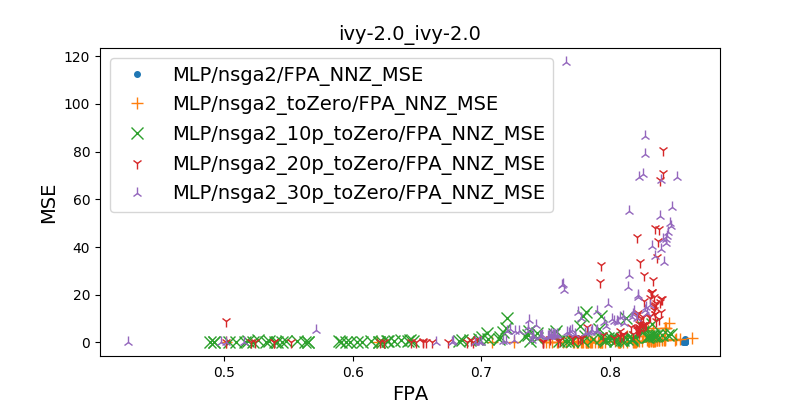 ivy-2.0_ivy-2.0
MLP/nsga2/FPA_NNZ_MSE
MLP/nsga2_toZero/FPA_NNZ_MSE
MLP/nsga2_10p_toZero/FPA_NNZ_MSE
MLP/nsga2_20p_toZero/FPA_NNZ_MSE
MLP/nsga2_30p_toZero/FPA_NNZ_MSE
MSE
120
100
80
60
40
20
0
0.5 0.6 0.7 0.8
FPA